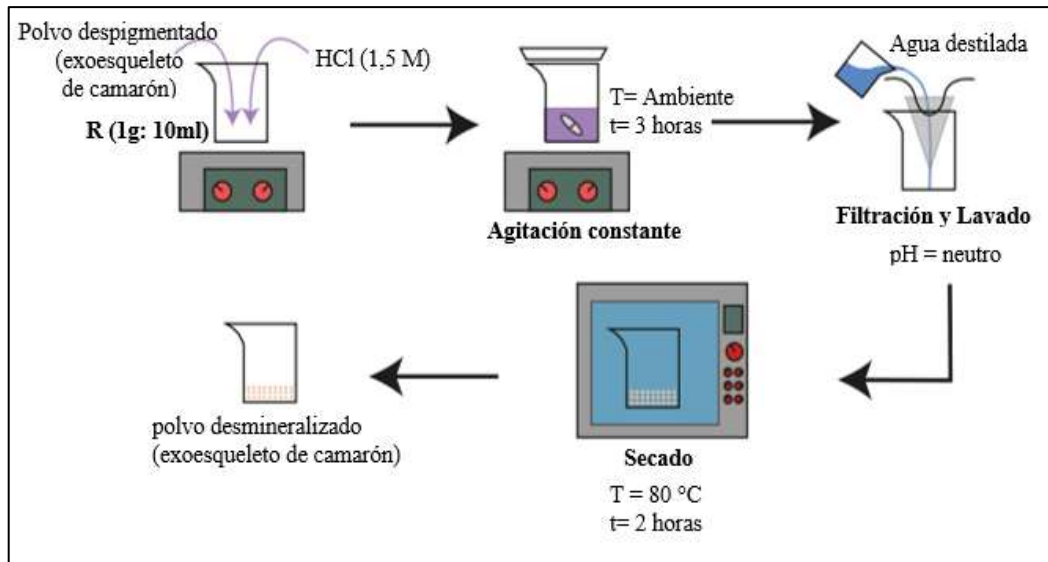 Polvo despigmentado
(exoesqueleto
de camarón)
R (1g: 10ml)
HCl (1,5 M)
T= Ambiente
t= 3 horas
Agitación constante
Agua destilada
Filtración y Lavado
pH = neutro
Secado
T = 80 °C
t= 2 horas
polvo desmineralizado
(exoesqueleto de camarón)